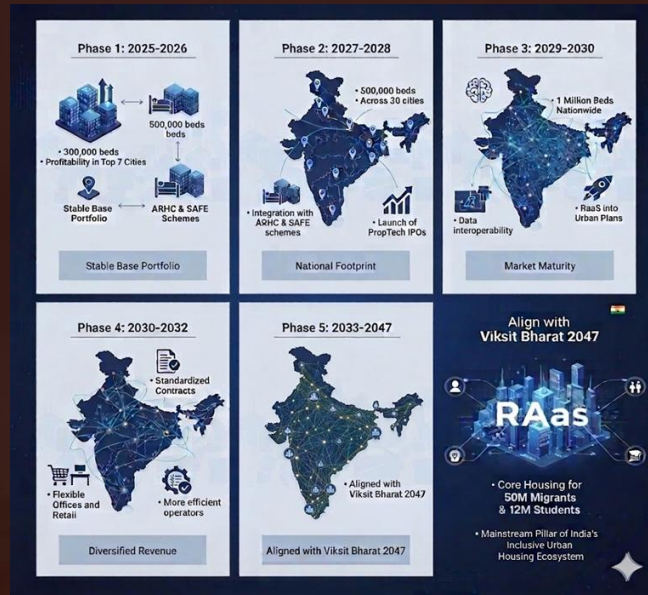 Phase 1: 2025-2026
500,000 beds
beds
• 300,000 beds
• Profitability in Top 7 Cities
Stable Base
Portfolio
ARHC & SAFE
Schemes
Stable Base Portfolio
Phase 2: 2027-2028
• 500,000 beds
• Across 30 cities
• Integration with
ARHC & SAFE
schemes
• Launch of
PropTech IPOs
National Footprint
Phase 3: 2029-2030
• 1 Million Beds
Nationwide
• Data
interoperability
• RaaS into
Urban Plans
Market Maturity
Phase 4: 2030-2032
• Standardized
Contracts
• Flexible
Offices and
Retaii
• More efficient
operators
Diversified Revenue
Phase 5: 2033-2047
• Aligned with
Viksit Bharat 2047
Aligned with Viksit Bharat 2047
Align with
Viksit Bharat 2047
RAas
• Core Housing for
50M Migrants
& 12M Students
• Mainstream Pillar of India's
Inclusive Urban
Housing Ecosystem